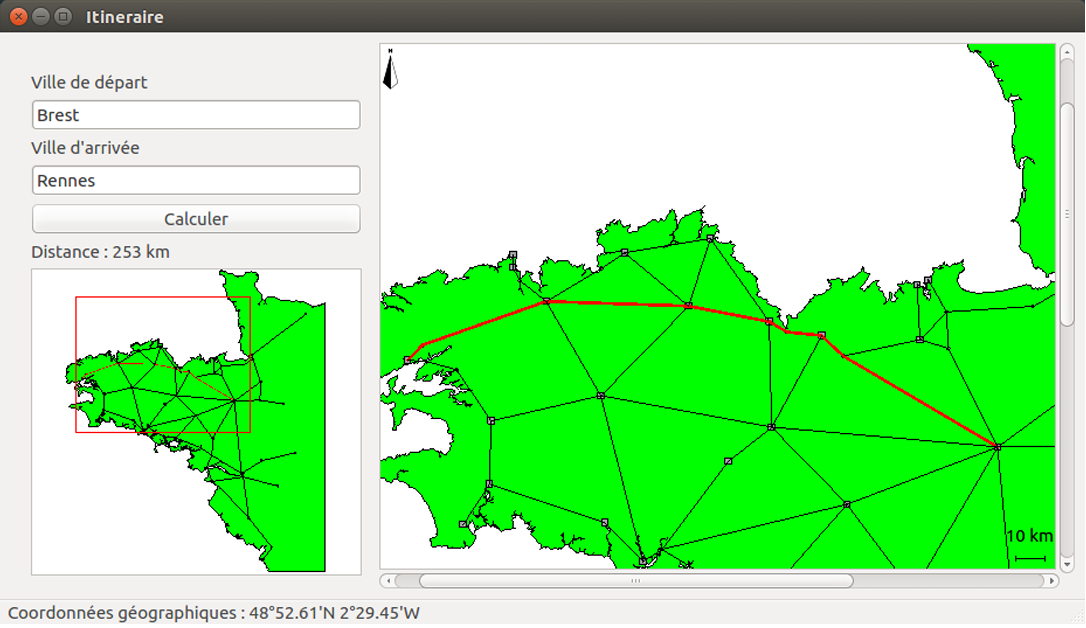 Itineraire
Ville de départ
Brest
Ville d'arrivée
Rennes
Calculer
Distance : 253 km
N
10 km
Coordonnées géographiques : 48°52.61'N 2°29.45'W